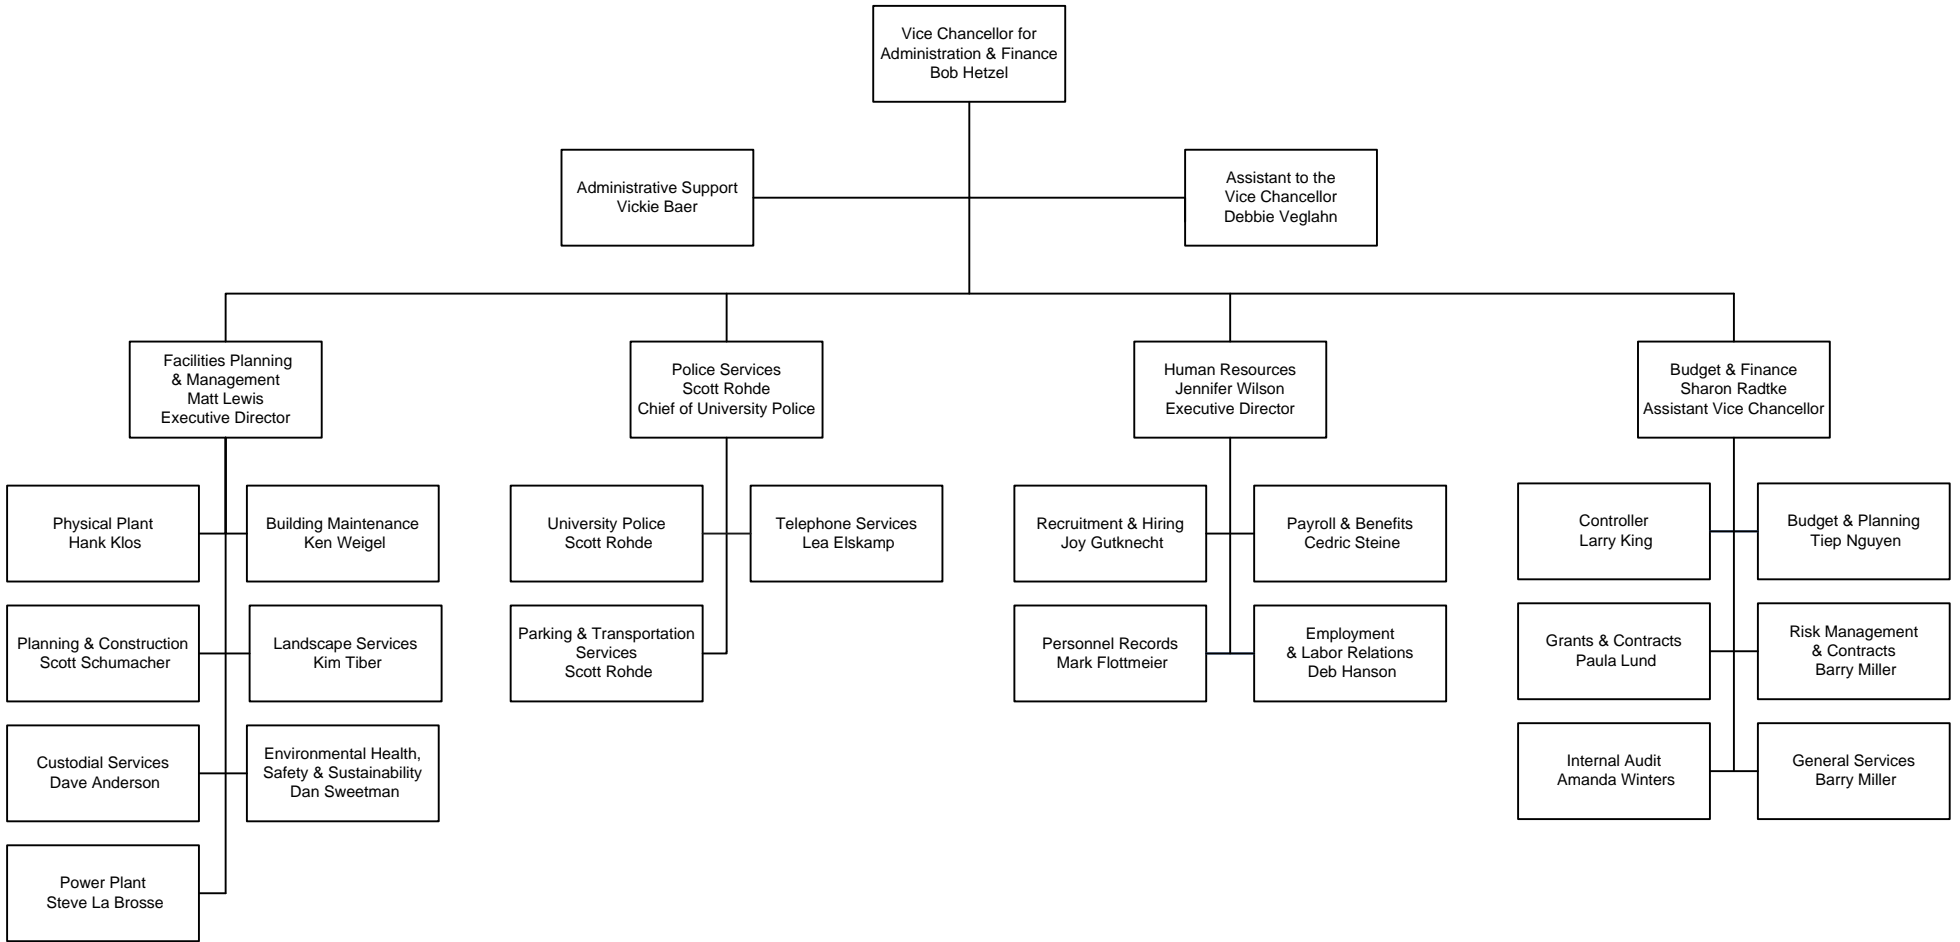 Vice Chancellor for
Administration & Finance
Bob Hetzel
Administrative Support
Vickie Baer
Assistant to the
Vice Chancellor
Debbie Veglahn
Facilities Planning
& Management
Matt Lewis
Executive Director
Police Services
Scott Rohde
Chief of University Police
Human Resources
Jennifer Wilson
Executive Director
Budget & Finance
Sharon Radtke
Assistant Vice Chancellor
Physical Plant
Hank Klos
Building Maintenance
Ken Weigel
University Police
Scott Rohde
Telephone Services
Lea Elskamp
Recruitment & Hiring
Joy Gutknecht
Payroll & Benefits
Cedric Steine
Controller
Larry King
Budget & Planning
Tiep Nguyen
Planning & Construction
Scott Schumacher
Landscape Services
Kim Tiber
Parking & Transportation
Services
Scott Rohde
Personnel Records
Mark Flottmeier
Employment
& Labor Relations
Deb Hanson
Grants & Contracts
Paula Lund
Risk Management
& Contracts
Barry Miller
Custodial Services
Dave Anderson
Environmental Health,
Safety & Sustainability
Dan Sweetman
Internal Audit
Amanda Winters
General Services
Barry Miller
Power Plant
Steve La Brosse